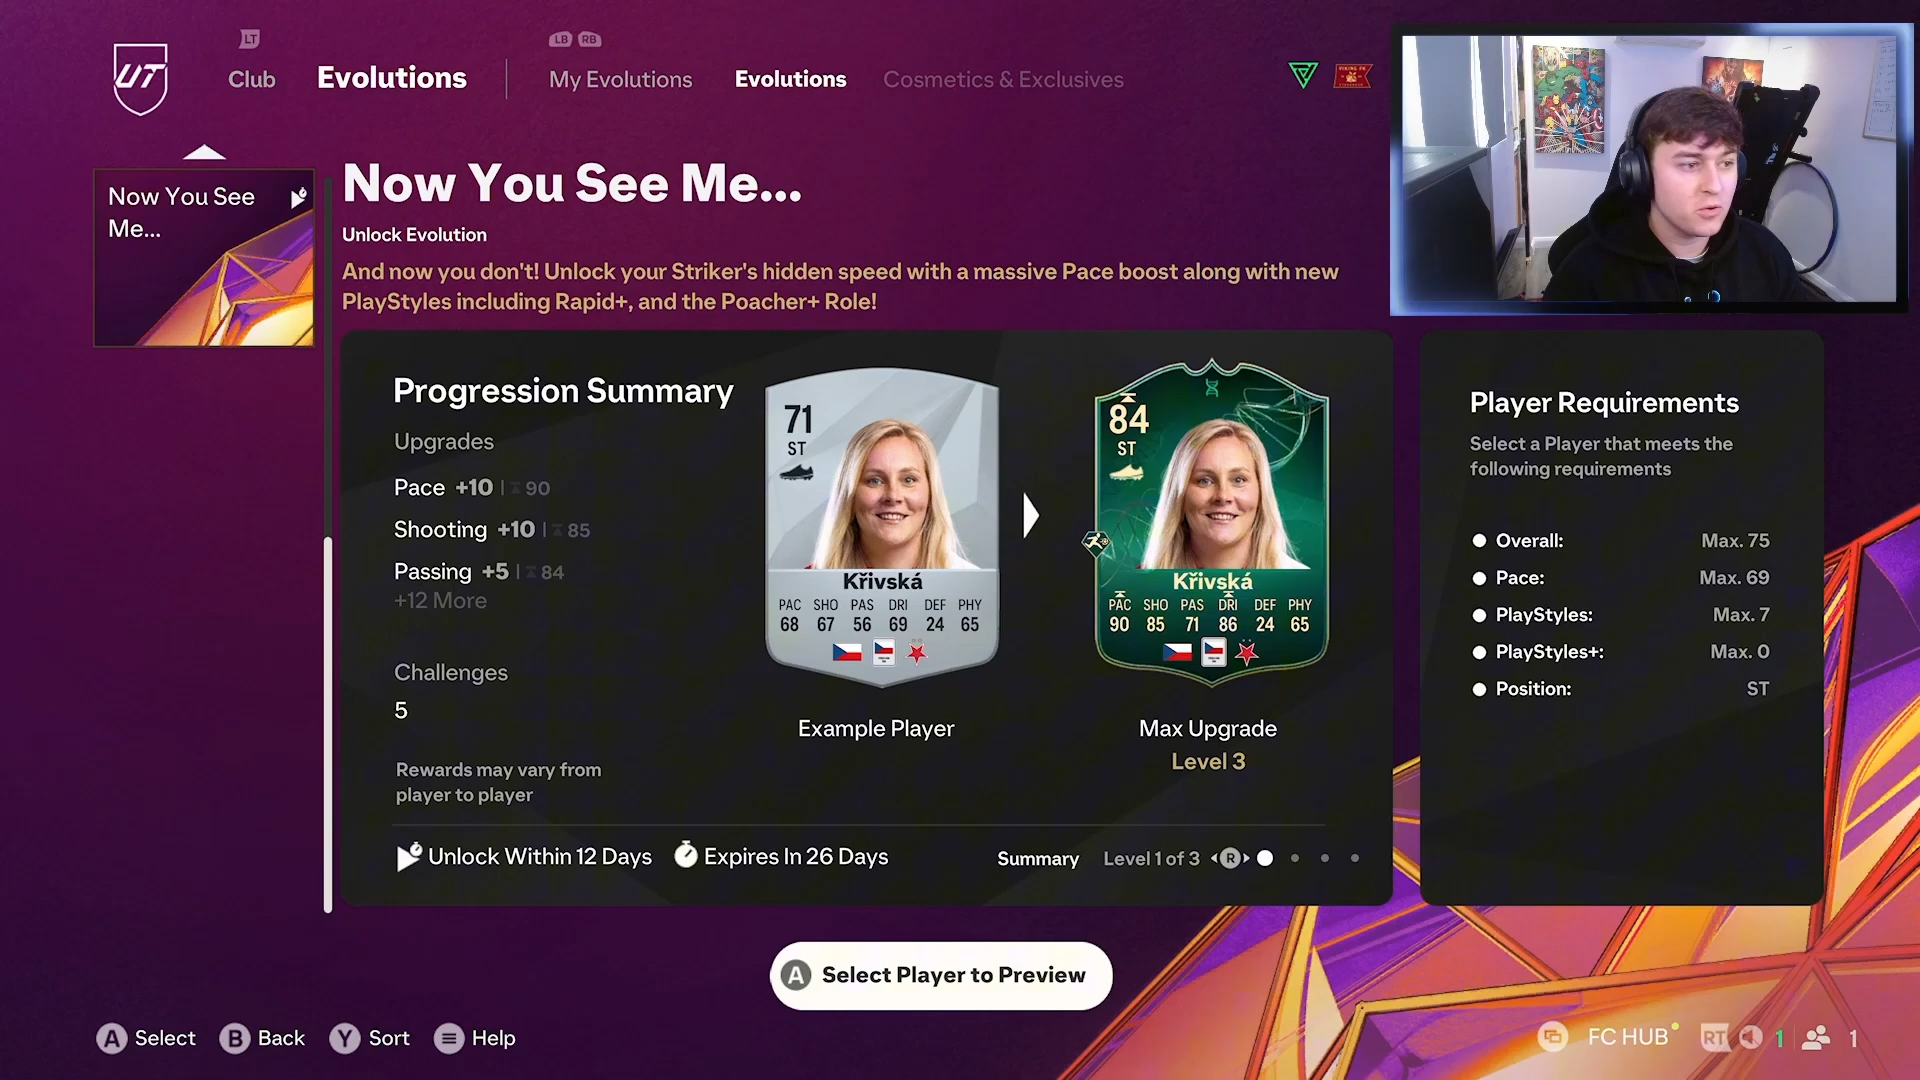 LT
LB RB
UT
Club
Evolutions
My Evolutions
Evolutions
Cosmetics & Exclusives
Now You See
Me...
Now You See Me...
Unlock Evolution
And now you don't! Unlock your Striker's hidden speed with a massive Pace boost along with new
PlayStyles including Rapid+, and the Poacher+ Role!
Progression Summary
Upgrades
Pace +10 | 90
Shooting +10 | 85
Passing +5 | 84
+12 More
Challenges
5
Rewards may vary from
player to player
71
ST
Křivská
PAC SHO PAS DRI DEF PHY
68 67 56 69 24 65
Example Player
84
ST
Křivská
PAC SHO PAS DRI DEF PHY
90 85 71 86 24 65
Max Upgrade
Level 3
Unlock Within 12 Days
Expires In 26 Days
Summary
Level 1 of 3
R
Player Requirements
Select a Player that meets the
following requirements
Overall: Max. 75
Pace: Max. 69
PlayStyles: Max. 7
PlayStyles+: Max. 0
Position: ST
A Select Player to Preview
A Select
B Back
Y Sort
Help
FC HUB
RT
1
1